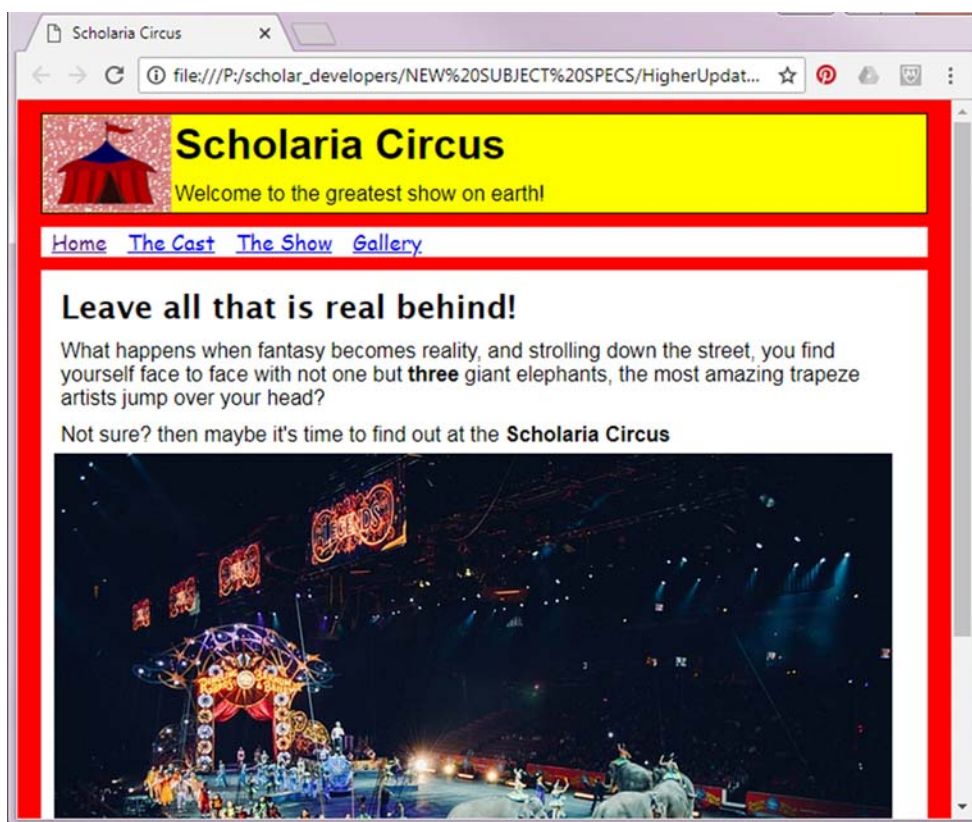 Scholaria Circus
file:///P:/scholar_developers/NEW%20SUBJECT%20SPECS/HigherUpdat...
Scholaria Circus
Welcome to the greatest show on earth!
Home The Cast The Show Gallery
Leave all that is real behind!
What happens when fantasy becomes reality, and strolling down the street, you find
yourself face to face with not one but three giant elephants, the most amazing trapeze
artists jump over your head?
Not sure? then maybe it's time to find out at the Scholaria Circus
LEGENDS